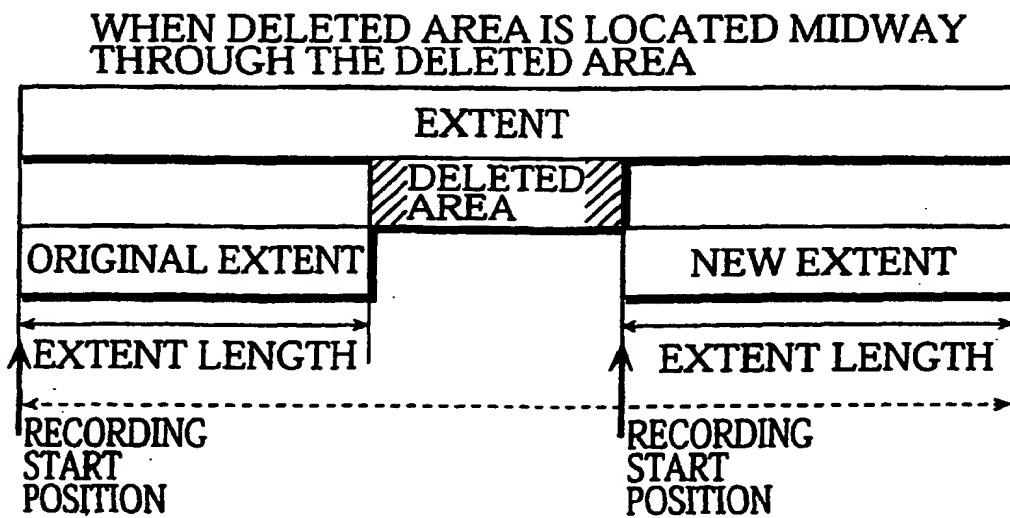 WHEN DELETED AREA IS LOCATED MIDWAY
THROUGH THE DELETED AREA
EXTENT
DELETED
AREA
ORIGINAL EXTENT
NEW EXTENT
EXTENT LENGTH
EXTENT LENGTH
RECORDING
START
POSITION
RECORDING
START
POSITION